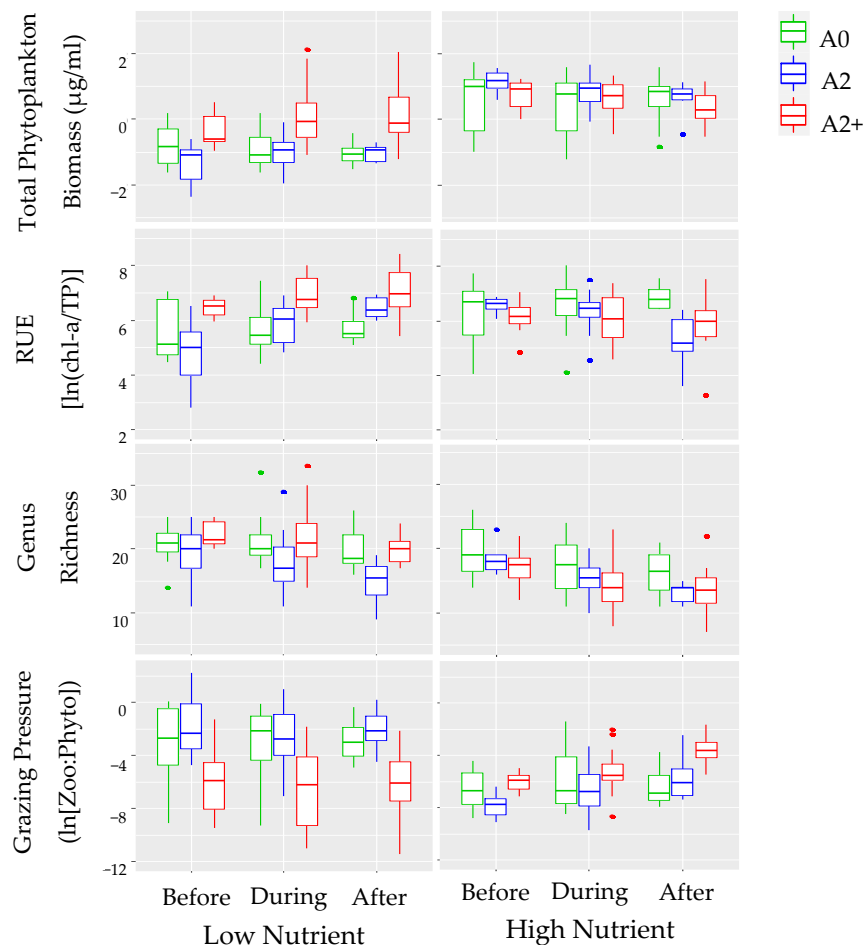 Total Phytoplankton
Biomass (μg/ml)
2
0
−2
A0
A2
A2+
RUE
[ln(chl-a/TP)]
8
6
4
2
Genus
Richness
30
20
10
Grazing Pressure
(ln[Zoo:Phyto])
0
−4
−8
−12
Before During After
Before During After
Low Nutrient
High Nutrient